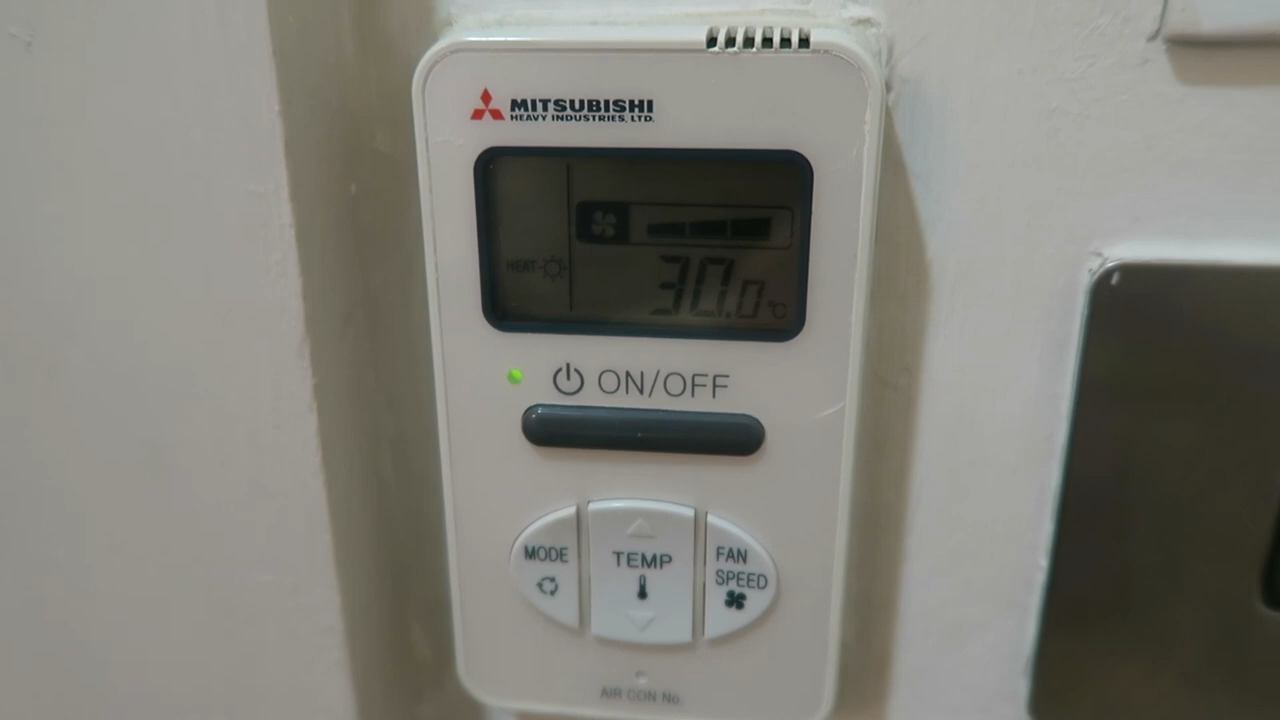 MITSUBISHI
HEAVY INDUSTRIES, LTD.
HEAT
30.0°C
ON/OFF
MODE
TEMP
FAN
SPEED
AIR CON No.